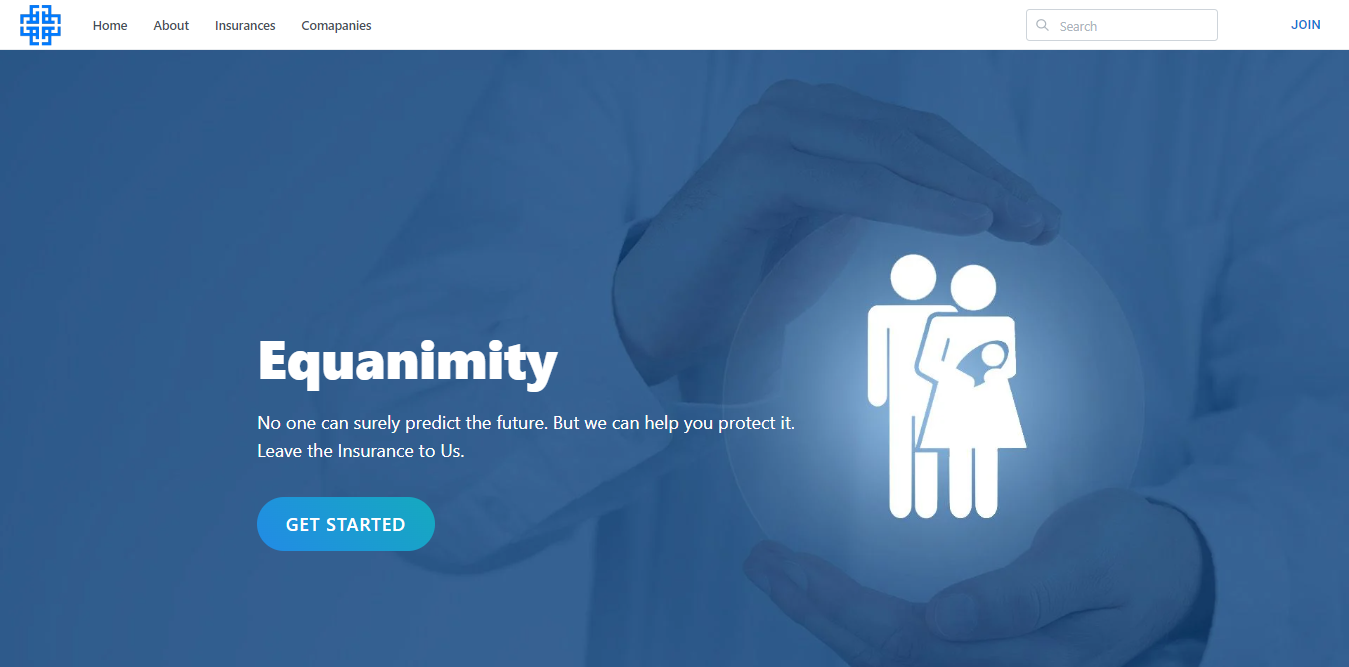 Home About Insurances Comapanies Search JOIN
Equanimity
No one can surely predict the future. But we can help you protect it.
Leave the Insurance to Us.
GET STARTED